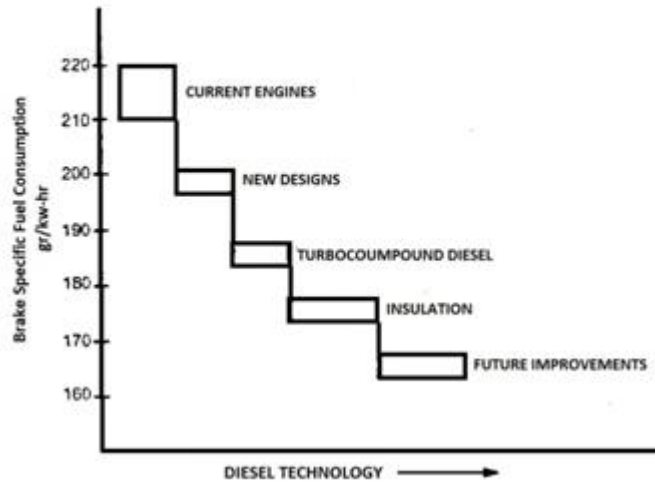 Brake Specific Fuel Consumption
gr/kw-hr
220
210
200
190
180
170
160
CURRENT ENGINES
NEW DESIGNS
TURBOCOUMPOUND DIESEL
INSULATION
FUTURE IMPROVEMENTS
DIESEL TECHNOLOGY